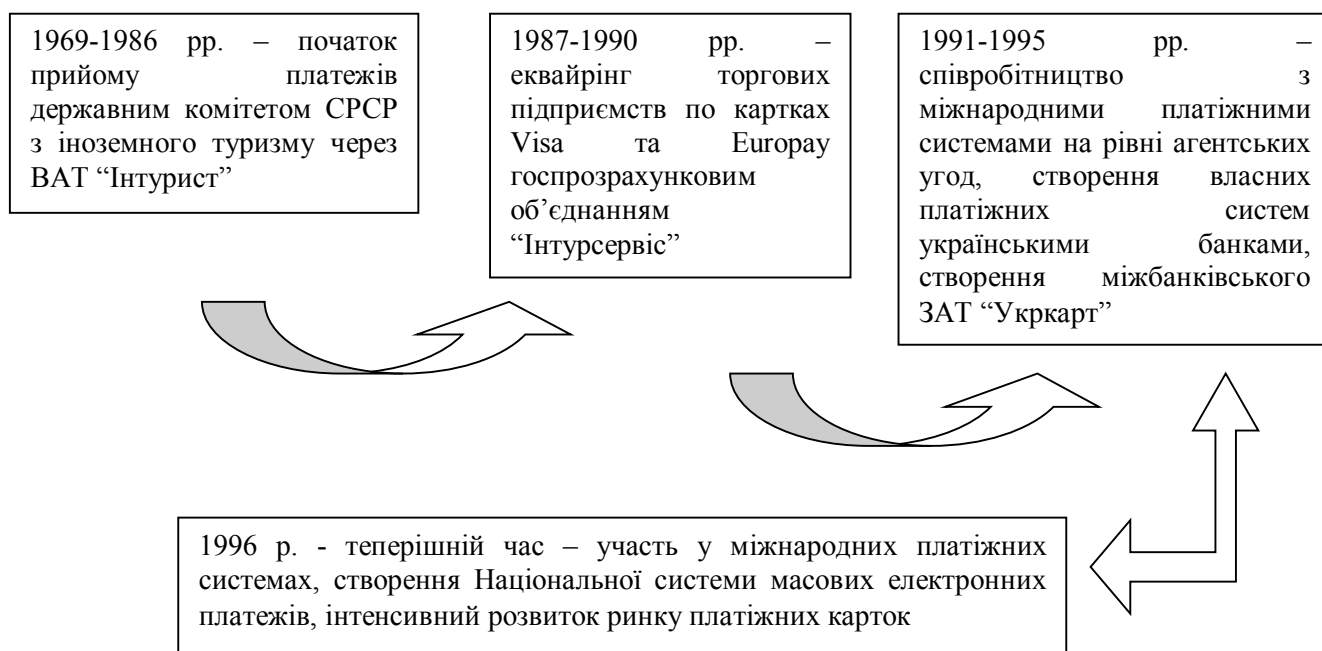 1969-1986 рр. – початок
прийому платежів
державним комітетом СРСР
з іноземного туризму через
ВАТ “Інтурист”
1987-1990 рр. –
еквайрінг торгових
підприємств по картках
Visa та Europay
госпрозрахунковим
об’єднанням
“Інтурсервіс”
1991-1995 рр. –
співробітництво з
міжнародними платіжними
системами на рівні агентських
угод, створення власних
платіжних систем
українськими банками,
створення міжбанківського
ЗАТ “Укркарт”
1996 р. - теперішній час – участь у міжнародних платіжних
системах, створення Національної системи масових електронних
платежів, інтенсивний розвиток ринку платіжних карток